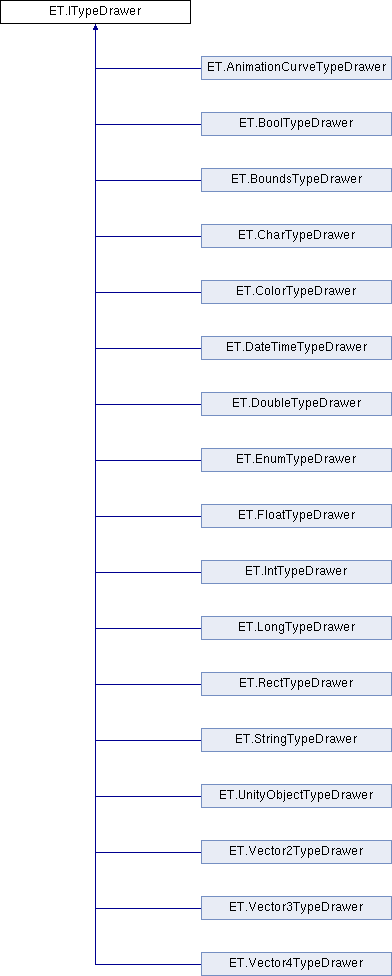 ET.ITypeDrawer
ET.AnimationCurveTypeDrawer
ET.BoolTypeDrawer
ET.BoundsTypeDrawer
ET.CharTypeDrawer
ET.ColorTypeDrawer
ET.DateTimeTypeDrawer
ET.DoubleTypeDrawer
ET.EnumTypeDrawer
ET.FloatTypeDrawer
ET.IntTypeDrawer
ET.LongTypeDrawer
ET.RectTypeDrawer
ET.StringTypeDrawer
ET.UnityObjectTypeDrawer
ET.Vector2TypeDrawer
ET.Vector3TypeDrawer
ET.Vector4TypeDrawer